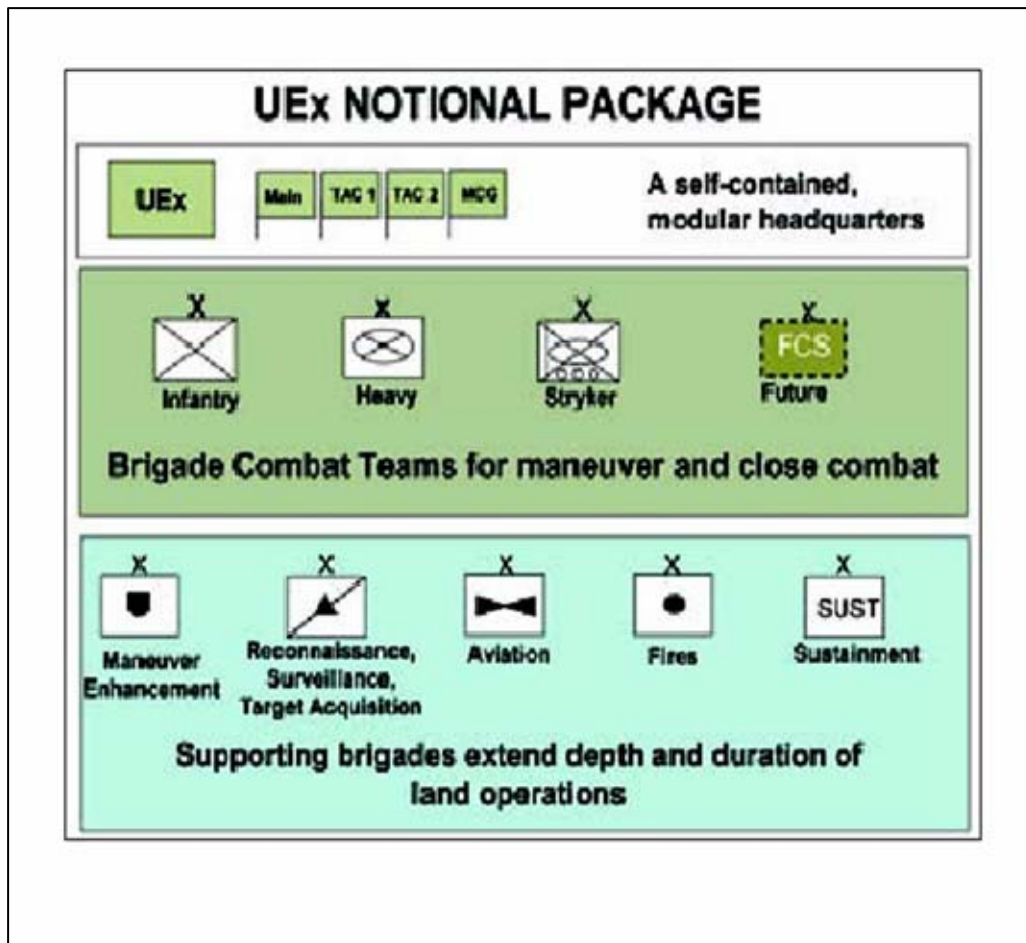 UEx NOTIONAL PACKAGE
UEx
Main TAC 1 TAC 2 MCG
A self-contained,
modular headquarters
X X X X
FCS
Infantry Heavy Stryker Future
Brigade Combat Teams for maneuver and close combat
X X X X X
SUST
Maneuver
Enhancement
Reconnaissance,
Surveillance,
Target Acquisition
Aviation
Fires
Sustainment
Supporting brigades extend depth and duration of
land operations